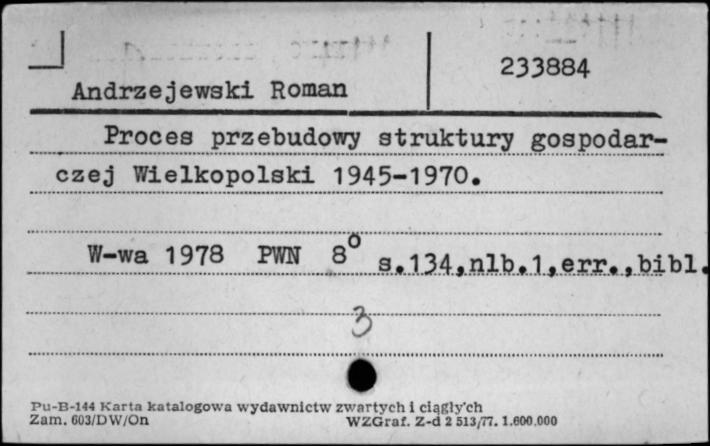 233884
Andrzejewski Roman
Proces przebudowy struktury gospodar-
czej Wielkopolski 1945-1970.
W-wa 1978 PWN 8° s.134,nlb.1,err.,bibl.
3
Pu-B-144 Karta katalogowa wydawnictw zwartych i ciągłych
Zam. 603/DW/On WZGraf. Z-d 2 513/77. 1.600.000